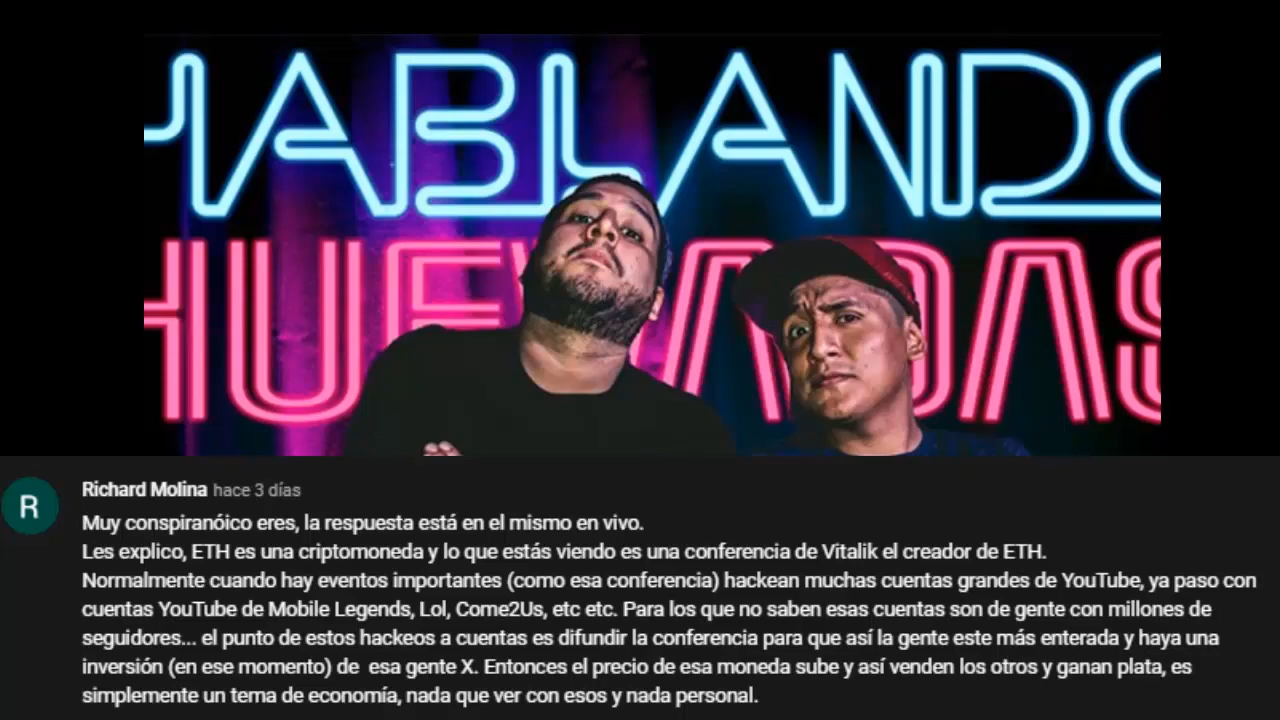 HABLANDO
HUEVADAS
R
Richard Molina hace 3 días
Muy conspiranóico eres, la respuesta está en el mismo en vivo.
Les explico, ETH es una criptomoneda y lo que estás viendo es una conferencia de Vitalik el creador de ETH.
Normalmente cuando hay eventos importantes (como esa conferencia) hackean muchas cuentas grandes de YouTube, ya paso con
cuentas YouTube de Mobile Legends, Lol, Come2Us, etc etc. Para los que no saben esas cuentas son de gente con millones de
seguidores... el punto de estos hackeos a cuentas es difundir la conferencia para que así la gente este más enterada y haya una
inversión (en ese momento) de esa gente X. Entonces el precio de esa moneda sube y así venden los otros y ganan plata, es
simplemente un tema de economía, nada que ver con esos y nada personal.